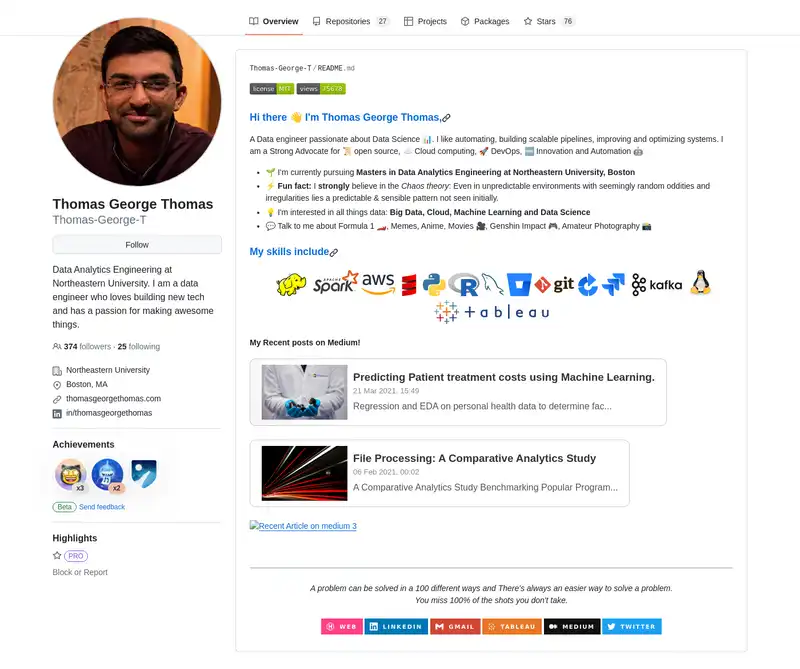 Overview
Repositories 27
Projects
Packages
Stars 76
Thomas George Thomas
Thomas-George-T
Follow
Data Analytics Engineering at
Northeastern University. I am a data
engineer who loves building new tech
and has a passion for making awesome
things.
374 followers · 25 following
Northeastern University
Boston, MA
thomasgeorgethomas.com
in/thomasgeorgethomas
Achievements
x3
x2
Beta Send feedback
Highlights
PRO
Block or Report
Thomas-George-T/README.md
license MIT views 75678
Hi there 👋 I'm Thomas George Thomas,
A Data engineer passionate about Data Science 📊. I like automating, building scalable pipelines, improving and optimizing systems. I
am a Strong Advocate for 📜 open source, ☁️ Cloud computing, 🚀 DevOps, 🆕 Innovation and Automation 🤖
🌱 I'm currently pursuing Masters in Data Analytics Engineering at Northeastern University, Boston
⚡ Fun fact: I strongly believe in the Chaos theory: Even in unpredictable environments with seemingly random oddities and
irregularities lies a predictable & sensible pattern not seen initially.
💡 I'm interested in all things data: Big Data, Cloud, Machine Learning and Data Science
💬 Talk me about Formula 1 🏎️, Memes, Anime, Movies 🎥, Genshin Impact 🎮, Amateur Photography 📸
My skills include
APACHE Spark aws R git kafka
+ableau
My Recent posts on Medium!
Predicting Patient treatment costs using Machine Learning.
21 Mar 2021, 15:49
Regression and EDA on personal health data to determine fac...
File Processing: A Comparative Analytics Study
06 Feb 2021, 00:02
A Comparative Analytics Study Benchmarking Popular Program...
Recent Article on medium 3
A problem can be solved in a 100 different ways and There's always an easier way to solve a problem.
You miss 100% of the shots you don't take.
WEB LINKEDIN GMAIL TABLEAU MEDIUM TWITTER